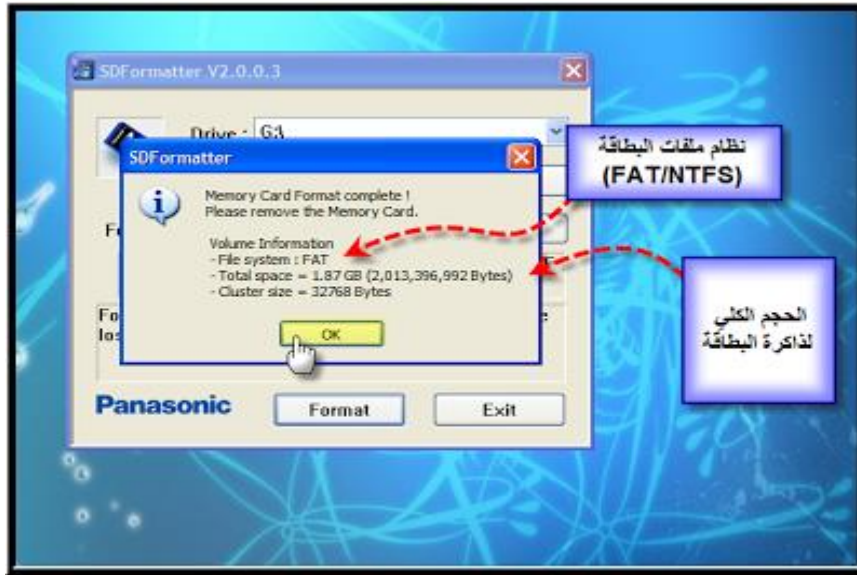 SDFormatter V2.0.0.3
Drive : G:\
SDFormatter
Memory Card Format complete !
Please remove the Memory Card.
Volume Information
- File system : FAT
- Total space = 1.87 GB (2,013,396,992 Bytes)
- Cluster size = 32768 Bytes
OK
Panasonic
Format
Exit
نظام ملفات البطاقة
(FAT/NTFS)
الحجم الكلي
لذاكرة البطاقة